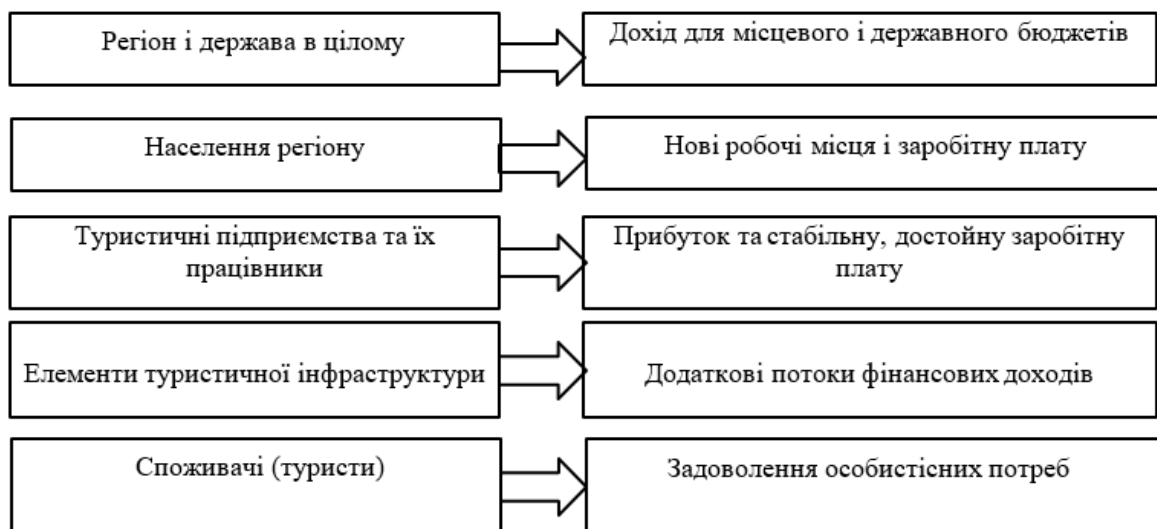 Регіон і держава в цілому
Дохід для місцевого і державного бюджетів
Населення регіону
Нові робочі місця і заробітну плату
Туристичні підприємства та їх
працівники
Прибуток та стабільну, достойну заробітну
плату
Елементи туристичної інфраструктури
Додаткові потоки фінансових доходів
Споживачі (туристи)
Задоволення особистісних потреб